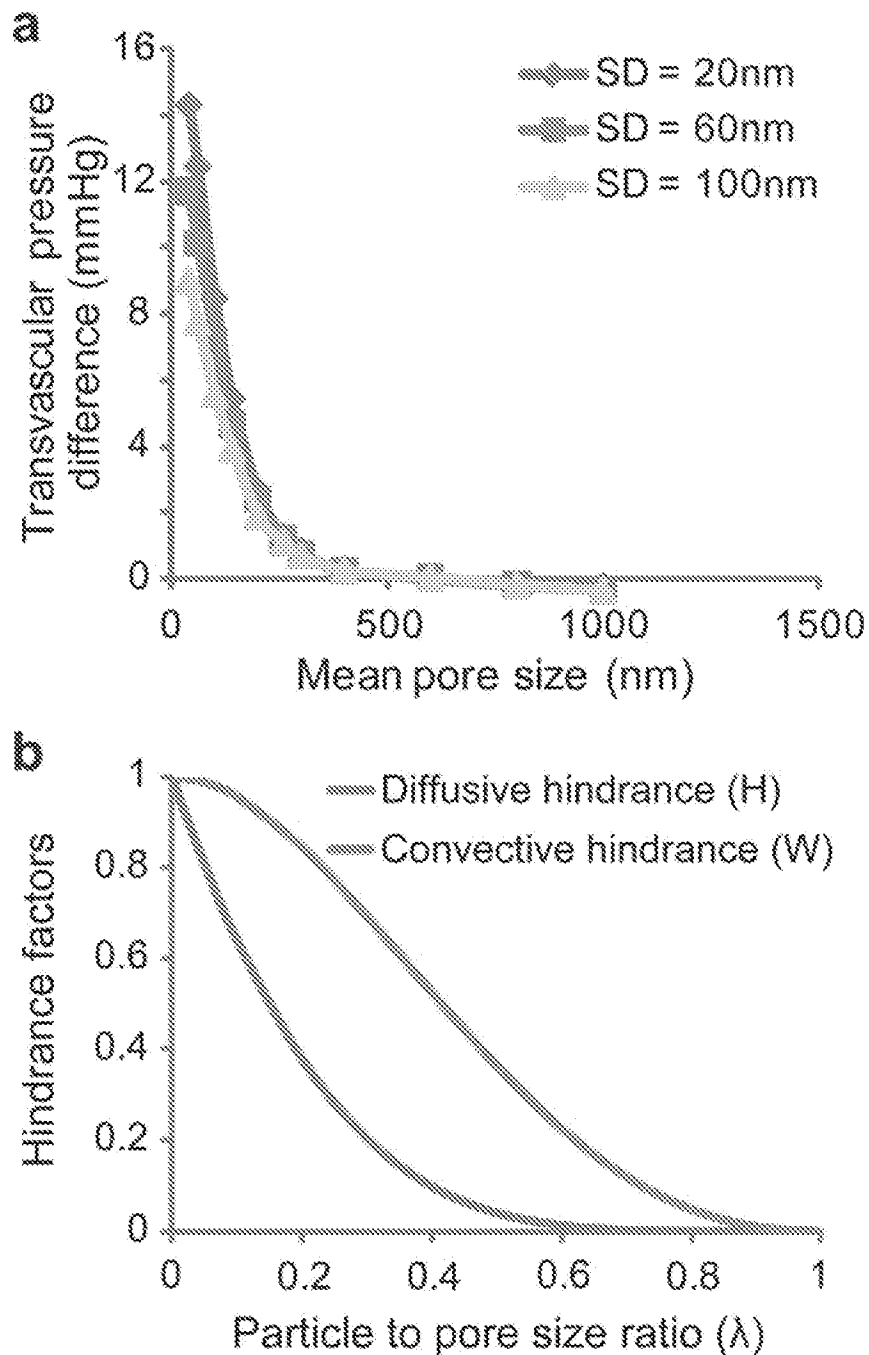 a
Transvascular pressure
difference (mmHg)
16
12
8
4
0
SD = 20nm
SD = 60nm
SD = 100nm
0 500 1000 1500
Mean pore size (nm)
b
Hindrance factors
1
0.8
0.6
0.4
0.2
0
Diffusive hindrance (H)
Convective hindrance (W)
0 0.2 0.4 0.6 0.8 1
Particle to pore size ratio (λ)